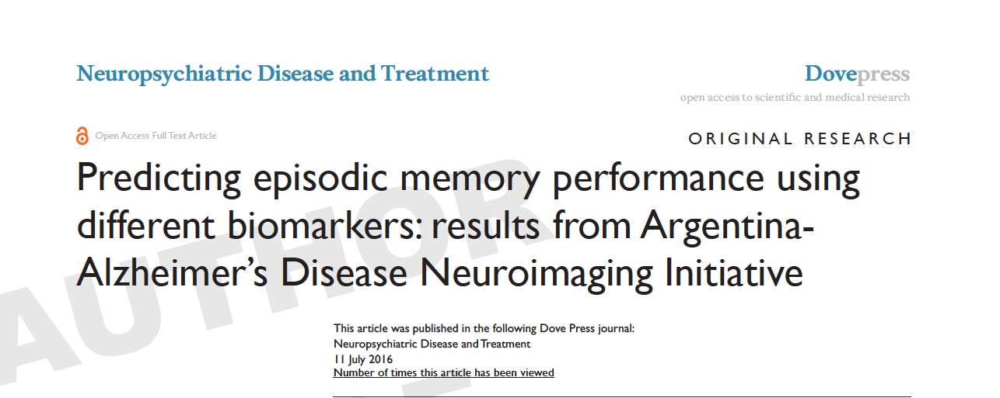 Neuropsychiatric Disease and Treatment
Dovepress
open access to scientific and medical research
Open Access Full Text Article
ORIGINAL RESEARCH
Predicting episodic memory performance using
different biomarkers: results from Argentina-
Alzheimer’s Disease Neuroimaging Initiative
AUTHOR
This article was published in the following Dove Press journal:
Neuropsychiatric Disease and Treatment
11 July 2016
Number of times this article has been viewed